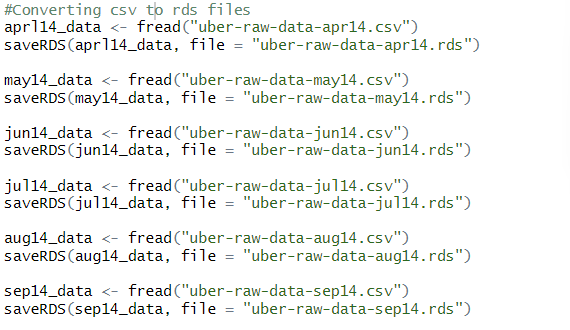 #Converting csv to rds files
aprl14_data <- fread("uber-raw-data-apr14.csv")
saveRDS(aprl14_data, file = "uber-raw-data-apr14.rds")
may14_data <- fread("uber-raw-data-may14.csv")
saveRDS(may14_data, file = "uber-raw-data-may14.rds")
jun14_data <- fread("uber-raw-data-jun14.csv")
saveRDS(jun14_data, file = "uber-raw-data-jun14.rds")
jul14_data <- fread("uber-raw-data-jul14.csv")
saveRDS(jul14_data, file = "uber-raw-data-jul14.rds")
aug14_data <- fread("uber-raw-data-aug14.csv")
saveRDS(aug14_data, file = "uber-raw-data-aug14.rds")
sep14_data <- fread("uber-raw-data-sep14.csv")
saveRDS(sep14_data, file = "uber-raw-data-sep14.rds")